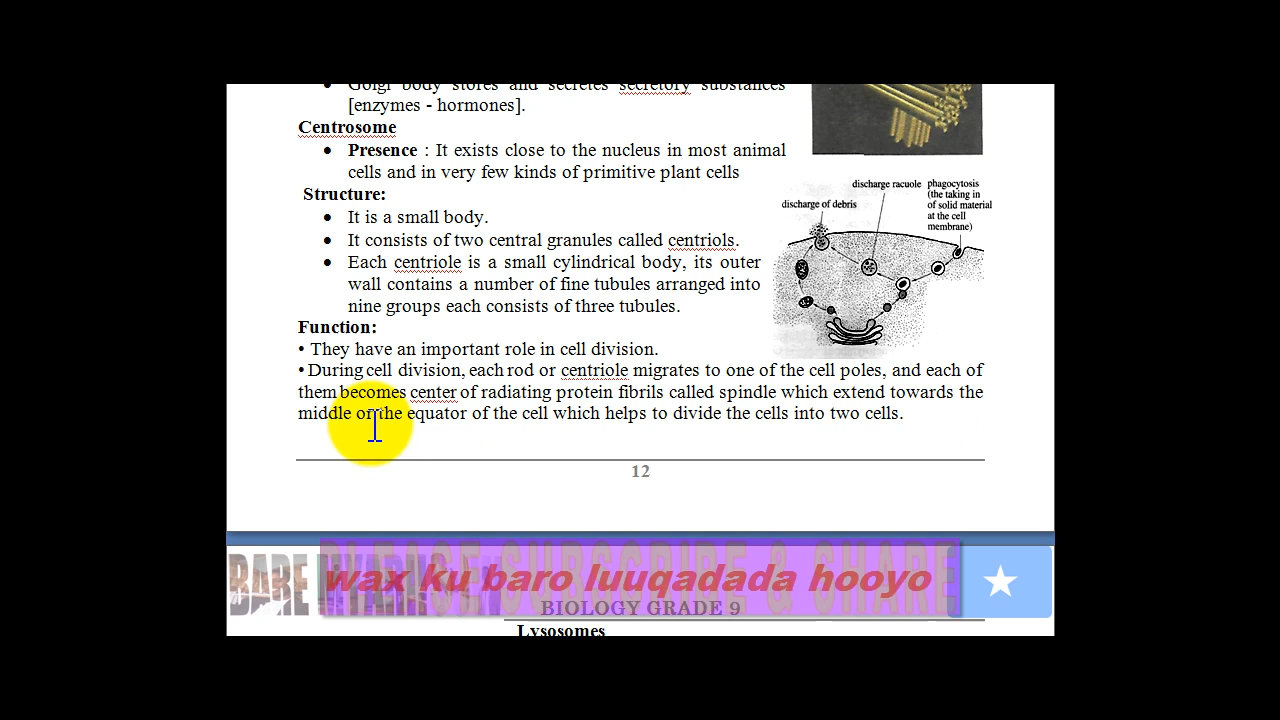 Golgi body stores and secretes secretory substances
[enzymes - hormones].
Centrosome
• Presence : It exists close to the nucleus in most animal
cells and in very few kinds of primitive plant cells
Structure:
• It is a small body.
• It consists of two central granules called centriols.
• Each centriole is a small cylindrical body, its outer
wall contains a number of fine tubules arranged into
nine groups each consists of three tubules.
discharge of debris
discharge racuole
phagocytosis
(the taking in
of solid material
at the cell
membrane)
Function:
• They have an important role in cell division.
• During cell division, each rod or centriole migrates to one of the cell poles, and each of
them becomes center of radiating protein fibrils called spindle which extend towards the
middle or the equator of the cell which helps to divide the cells into two cells.
12
PLEASE SUBSCRIBE & SHARE
wax ku baro luuqadada hooyo
BARE
BIOLOGY GRADE 9
Lysosomes